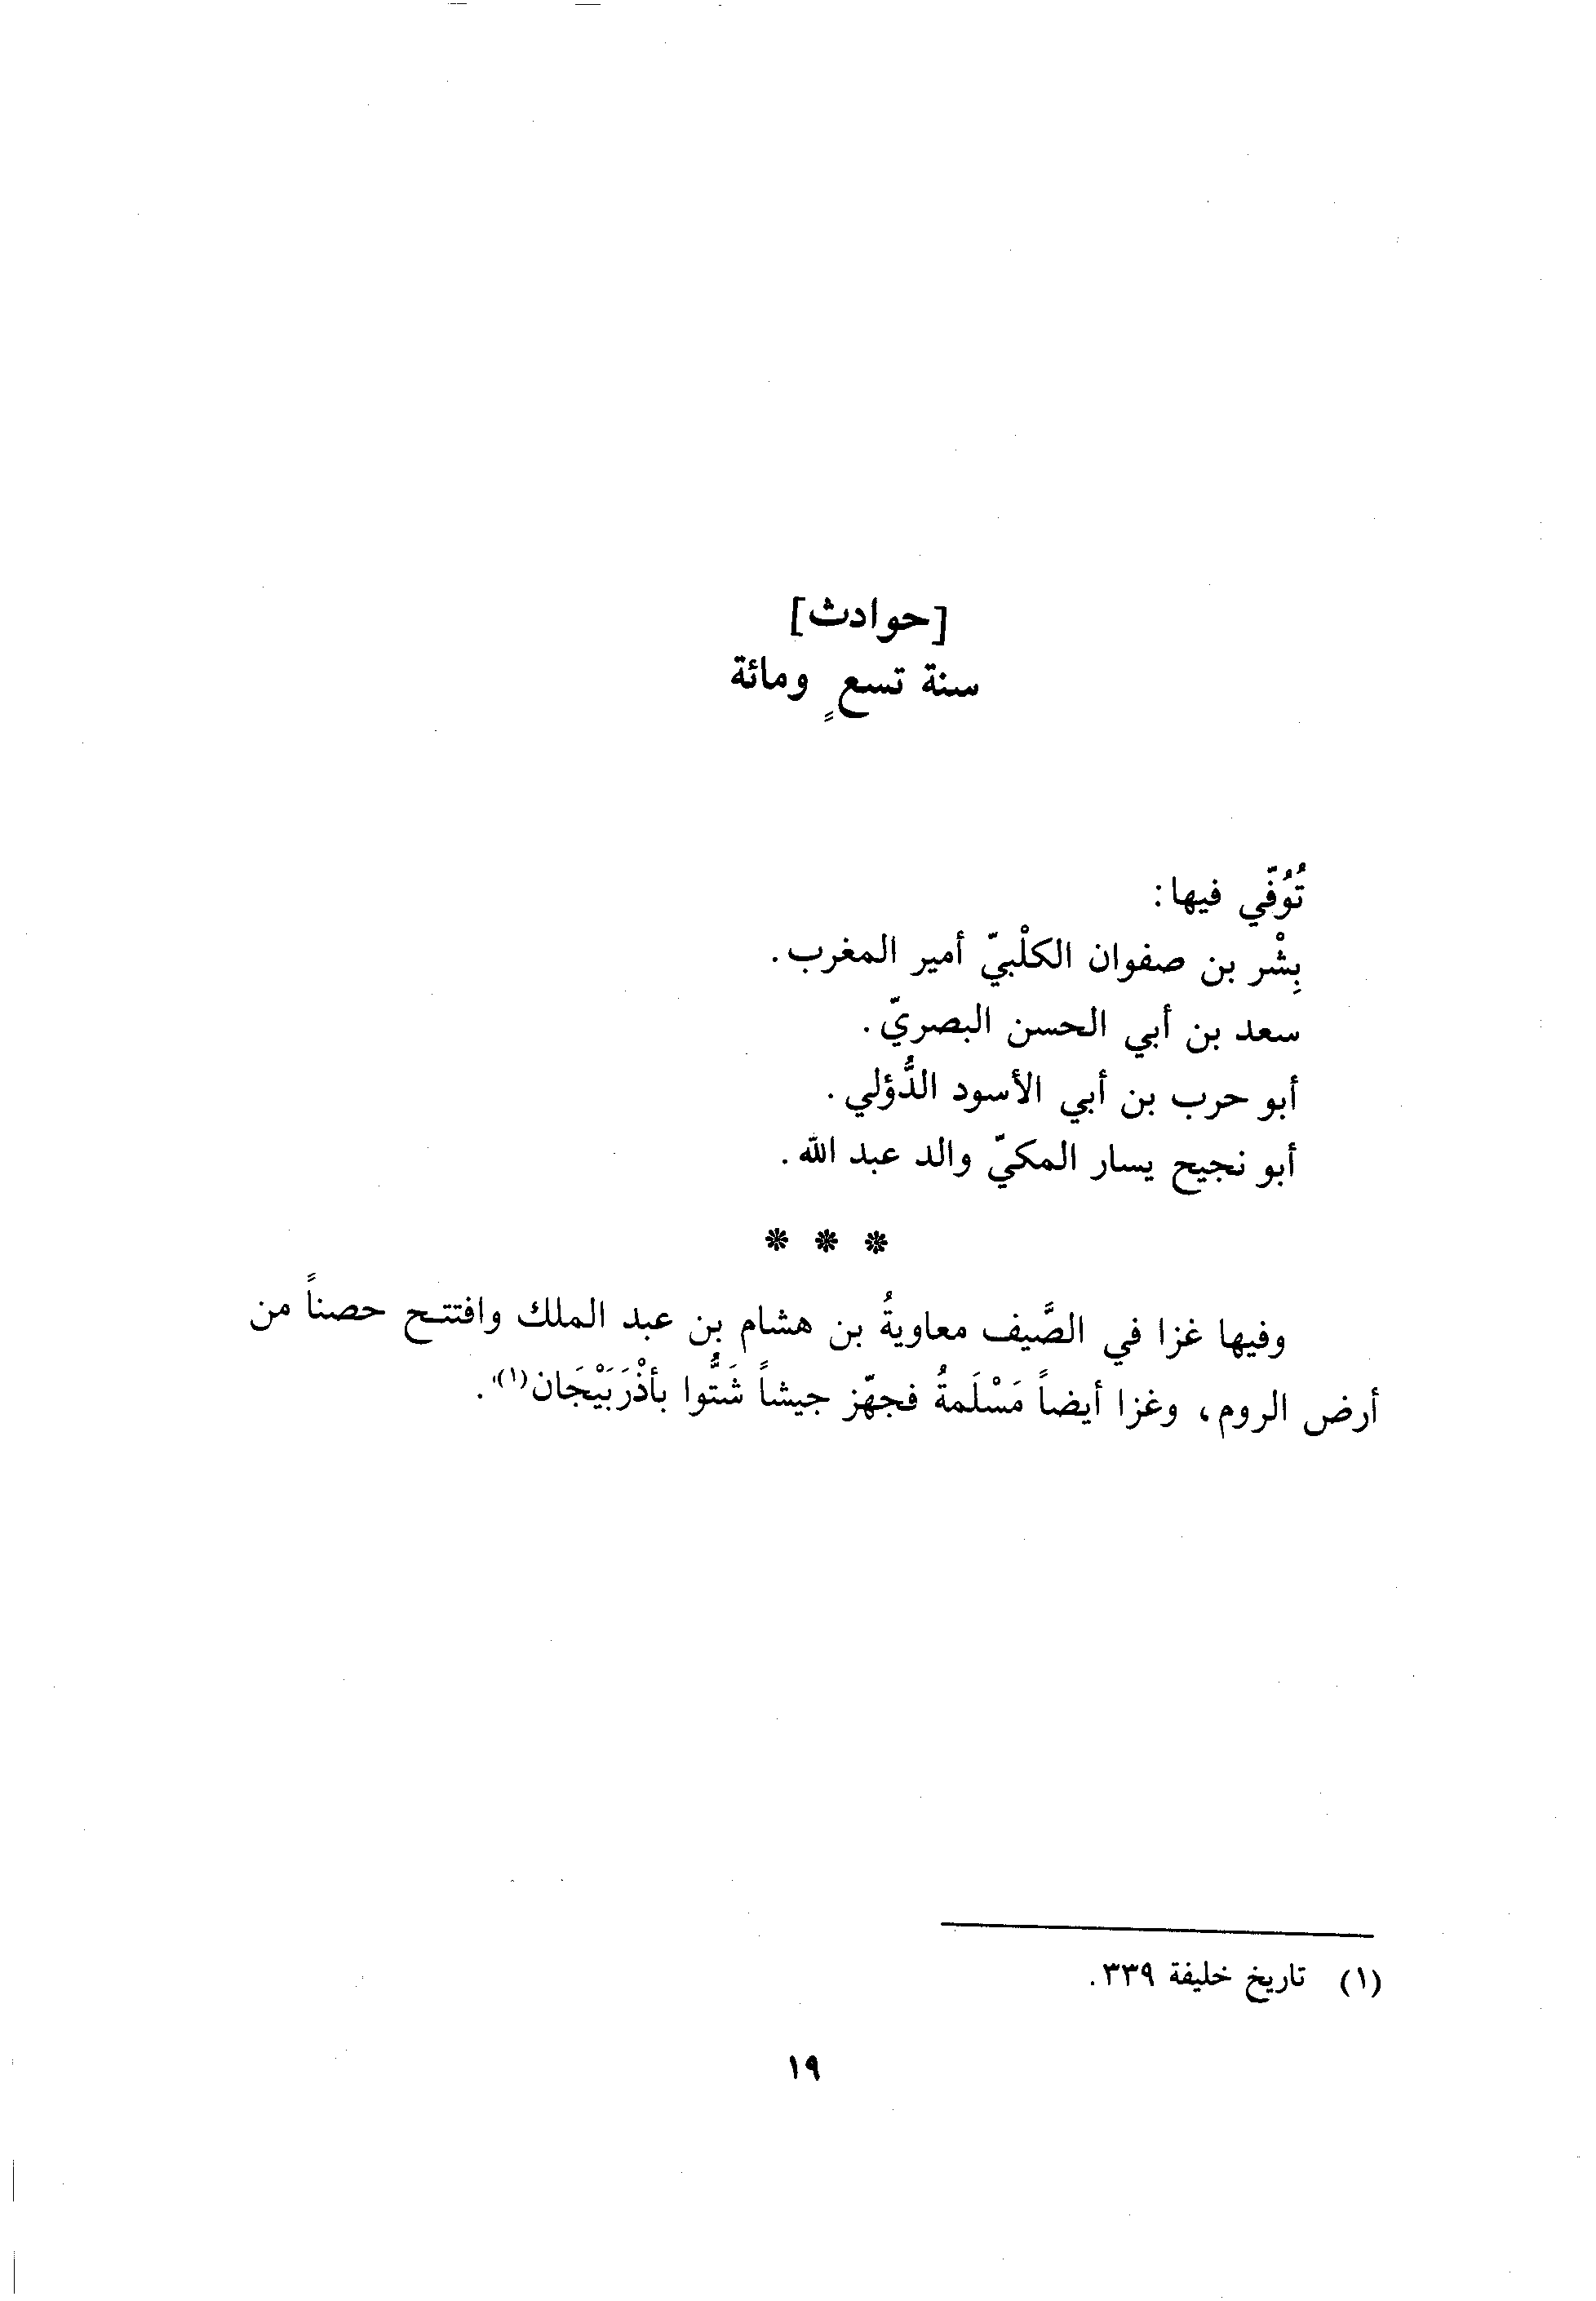 [حوادث]
سنة تسعٍ ومائة
تُوُفّي فيها:
بِشْر بن صفوان الكلْبيّ أمير المغرب.
سعد بن أبي الحسن البصريّ.
أبو حرب بن أبي الأسود الدُّؤلي.
أبو نجيح يسار المكيّ والد عبد الله.
* * *
وفيها غزا في الصَّيف معاويةُ بن هشام بن عبد الملك وافتتح حصناً من
أرض الروم، وغزا أيضاً مَسْلَمةُ فجهّز جيشاً شَتُّوا بأذْرَبَيْجَان(١).
(١) تاريخ خليفة ٣٣٩.
١٩